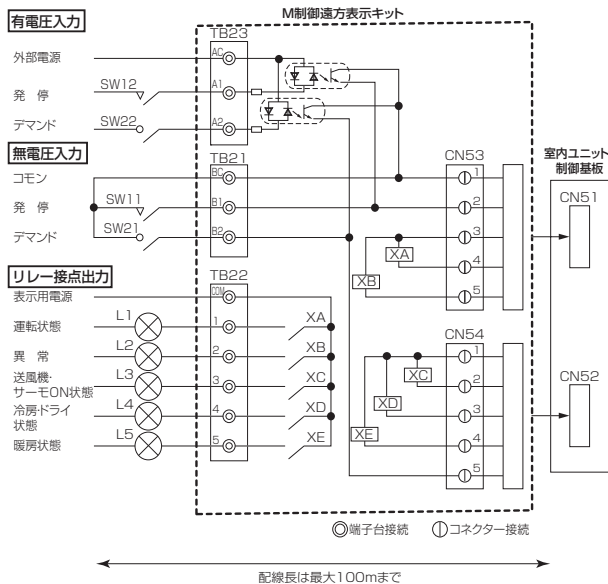 M制御遠方表示キット
有電圧入力
TB23
外部電源
AC
発 停
SW12
A1
デマンド
SW22
A2
無電圧入力
TB21
CN53
室内ユニット
制御基板
コモン
BC
1
CN51
発 停
SW11
B1
2
デマンド
SW21
B2
3
XA
4
XB
5
リレー接点出力
TB22
表示用電源
COM
運転状態
L1
1
XA
CN54
異 常
L2
2
XB
1
送風機・
サーモON状態
L3
3
XC
XC
2
CN52
冷房・ドライ
状態
L4
4
XD
XD
3
暖房状態
L5
5
XE
XE
4
5
端子台接続
コネクター接続
配線長は最大100mまで